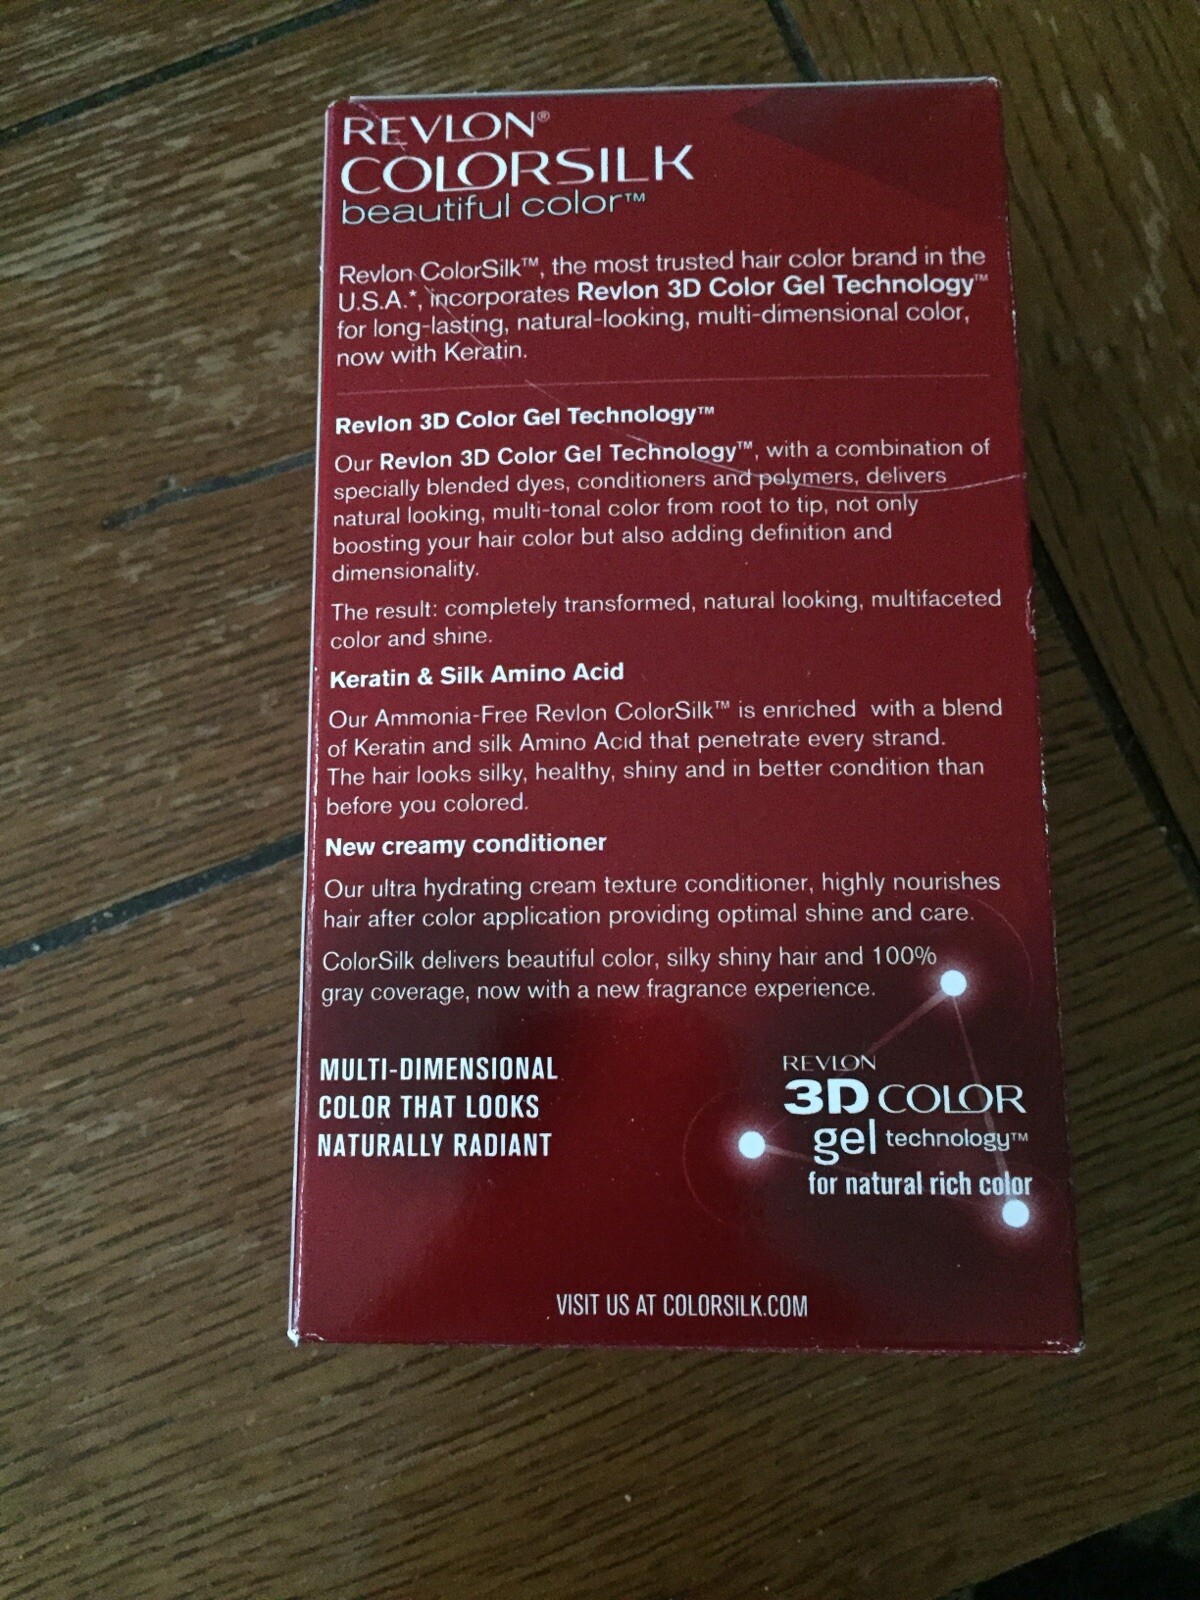 REVLON®
COLORSILK
beautiful color™
Revlon ColorSilk™, the most trusted hair color brand in the
U.S.A.*, incorporates Revlon 3D Color Gel Technology™
for long-lasting, natural-looking, multi-dimensional color,
now with Keratin.
Revlon 3D Color Gel Technology™
Our Revlon 3D Color Gel Technology™, with a combination of
specially blended dyes, conditioners and polymers, delivers
natural looking, multi-tonal color from root to tip, not only
boosting your hair color but also adding definition and
dimensionality.
The result: completely transformed, natural looking, multifaceted
color and shine.
Keratin & Silk Amino Acid
Our Ammonia-Free Revlon ColorSilk™ is enriched with a blend
of Keratin and silk Amino Acid that penetrate every strand.
The hair looks silky, healthy, shiny and in better condition than
before you colored.
New creamy conditioner
Our ultra hydrating cream texture conditioner, highly nourishes
hair after color application providing optimal shine and care.
ColorSilk delivers beautiful color, silky shiny hair and 100%
gray coverage, now with a new fragrance experience.
MULTI-DIMENSIONAL
COLOR THAT LOOKS
NATURALLY RADIANT
REVLON
3D COLOR
gel technology™
for natural rich color
VISIT US AT COLORSILK.COM